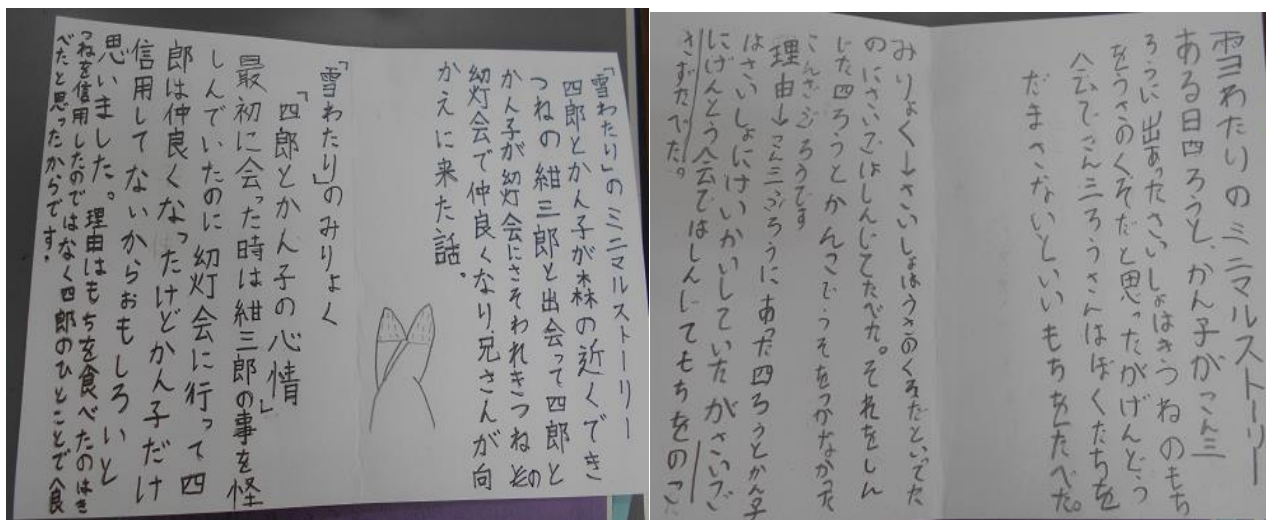 「雪わたり」のミニマルストーリー
四郎とかん子が森の近くでき
つねの紺三郎と出会って四郎と
かん子が幻灯会にさそわれきつねの
幻灯会で仲良くなり兄さんが向
かえに来た話。
「雪わたり」のみりょく
「四郎とかん子の心情」
最初に会った時は紺三郎の事を怪
しんでいたのに幻灯会に行って四
郎は仲良くなったけどかん子だけ
信用してないからおもしろいと
思いました。理由はもちを食べたのはき
つねを信用したのではなく四郎のひとことで食
べたと思ったからです。
雪わたりのミニマルストーリー
ある日四ろうと、かん子がこん三
ろうに出あったさいしょはきつねのもち
をうさのくそだと思ったがげんとう
会でこん三ろうさんはぼくたちを
だまさないといいもちをたべた。
みりょく→さいしょはうさのくそだといってた
のにさいごはしんじてたべた。それをしん
じた四ろうとかんこでうそをつかなかった
こんざぶろうです
理由→こん三ぶろうにあった四ろうとかん子
はさいしょにけいかいしていたがさいご
にげんとう会ではしんじてもちをのこ
さずたべた。